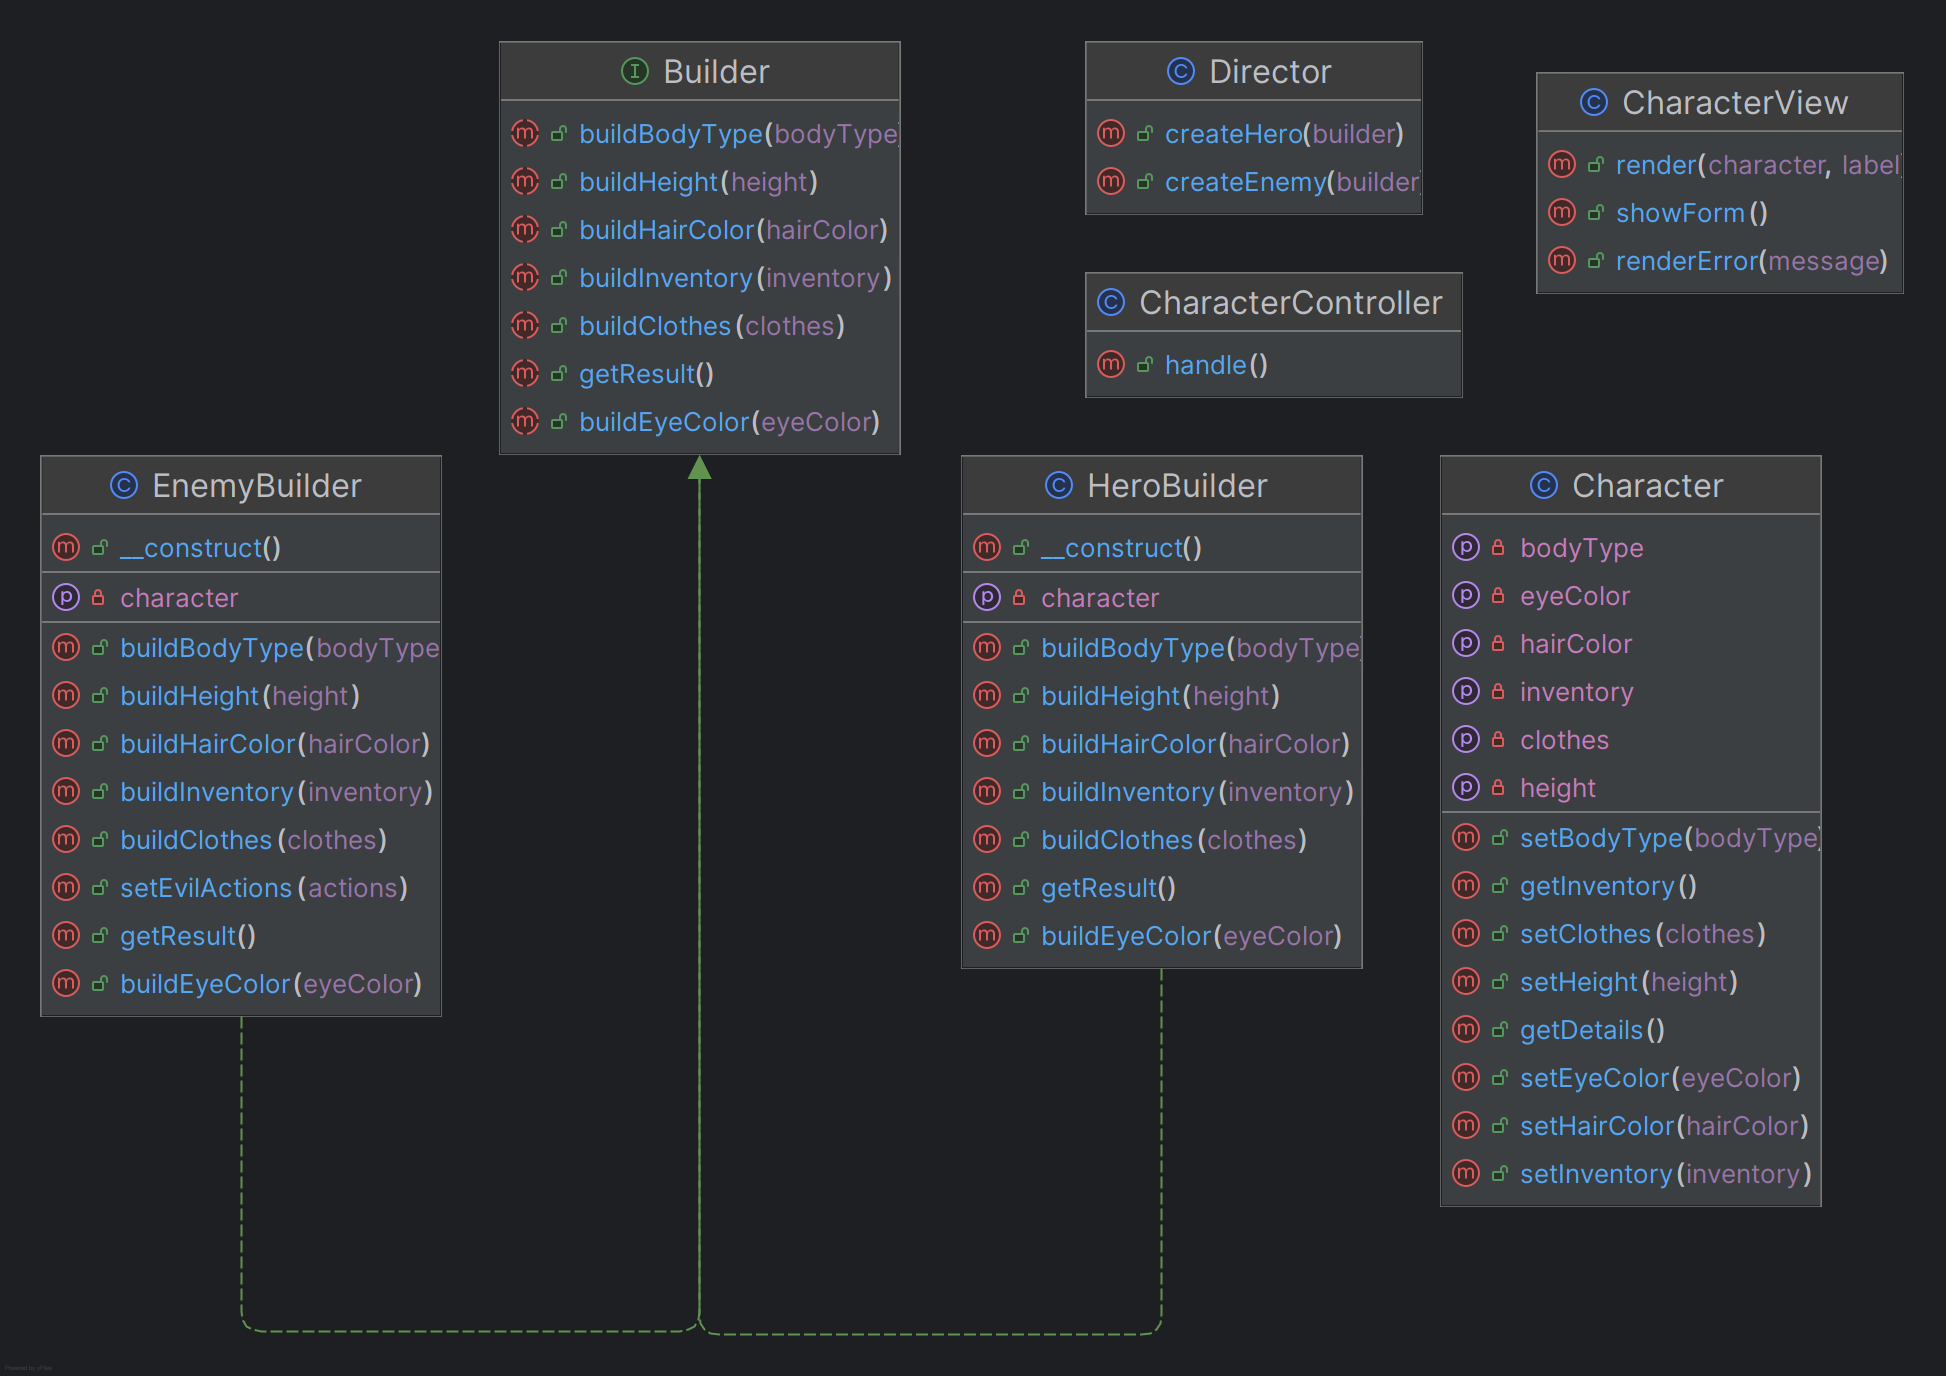 Builder
buildBodyType(bodyType
buildHeight(height)
buildHairColor(hairColor)
buildInventory(inventory)
buildClothes(clothes)
getResult()
buildEyeColor(eyeColor)
Director
createHero(builder)
createEnemy(builder
CharacterView
render(character, label
showForm()
renderError(message)
CharacterController
handle()
EnemyBuilder
__construct()
character
buildBodyType(bodyType
buildHeight(height)
buildHairColor(hairColor)
buildInventory(inventory)
buildClothes(clothes)
setEvilActions(actions)
getResult()
buildEyeColor(eyeColor)
HeroBuilder
__construct()
character
buildBodyType(bodyType)
buildHeight(height)
buildHairColor(hairColor)
buildInventory(inventory)
buildClothes(clothes)
getResult()
buildEyeColor(eyeColor)
Character
bodyType
eyeColor
hairColor
inventory
clothes
height
setBodyType(bodyType)
getInventory()
setClothes(clothes)
setHeight(height)
getDetails()
setEyeColor(eyeColor)
setHairColor(hairColor)
setInventory(inventory)
Powered by yFiles